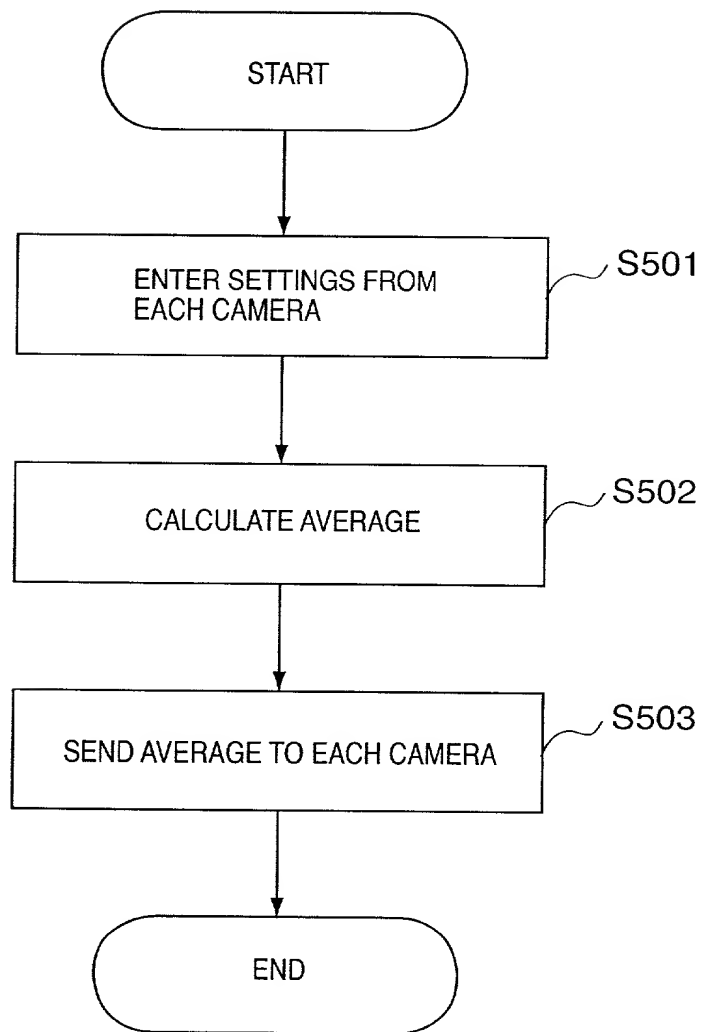 START
ENTER SETTINGS FROM
EACH CAMERA
S501
CALCULATE AVERAGE
S502
SEND AVERAGE TO EACH CAMERA
S503
END